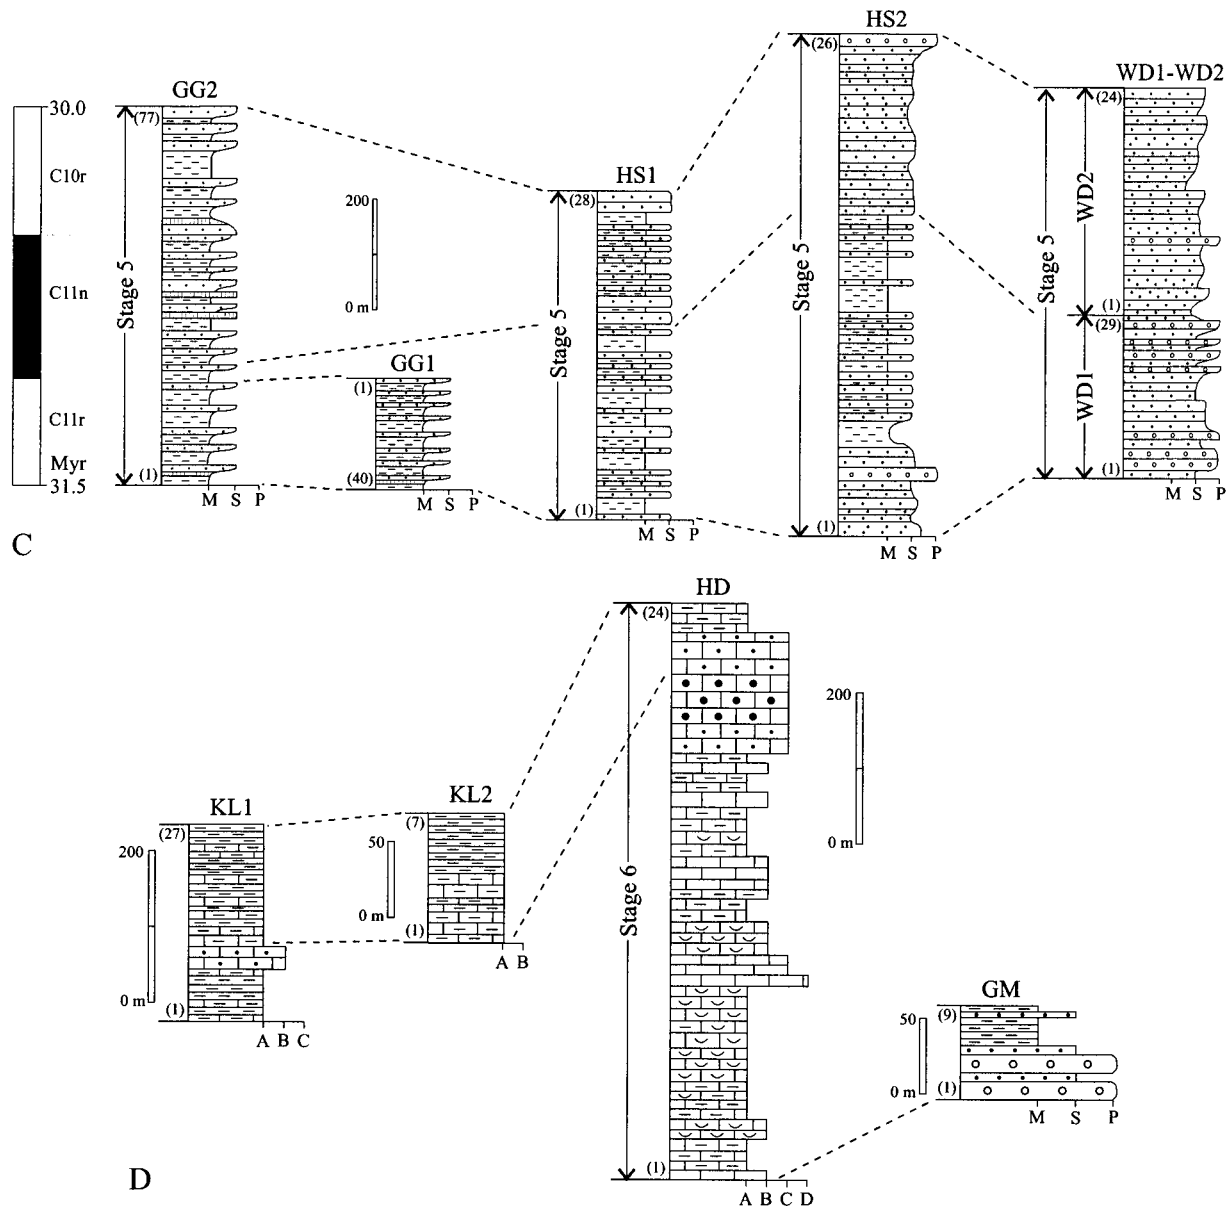 GG2
30.0
(77)
C10r
C11n
C11r
Myr
31.5
Stage 5
(1)
M S P
200
0 m
GG1
(1)
(40)
M S P
HS1
(28)
Stage 5
(1)
M S P
HS2
(26)
Stage 5
(1)
M S P
WD1-WD2
(24)
Stage 5
WD2
(1)
(29)
WD1
(1)
M S P
C
KL1
(27)
200
0 m
(1)
A B C
KL2
(7)
50
0 m
(1)
A B
HD
(24)
Stage 6
(1)
A B C D
200
0 m
GM
(9)
50
0 m
(1)
M S P
D